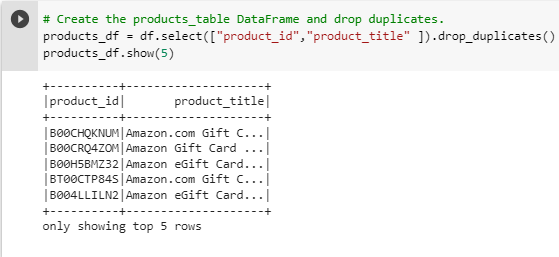 # Create the products_table DataFrame and drop duplicates.
products_df = df.select(["product_id","product_title" ]).drop_duplicates()
products_df.show(5)
+----------+--------------------+
|product_id|       product_title|
+----------+--------------------+
|B00CHQKNUM|Amazon.com Gift C...|
|B00CRQ4ZOM|Amazon Gift Card ...|
|B00H5BMZ32|Amazon eGift Card...|
|BT00CTP84S|Amazon.com Gift C...|
|B004LLILN2|Amazon eGift Card...|
+----------+--------------------+
only showing top 5 rows